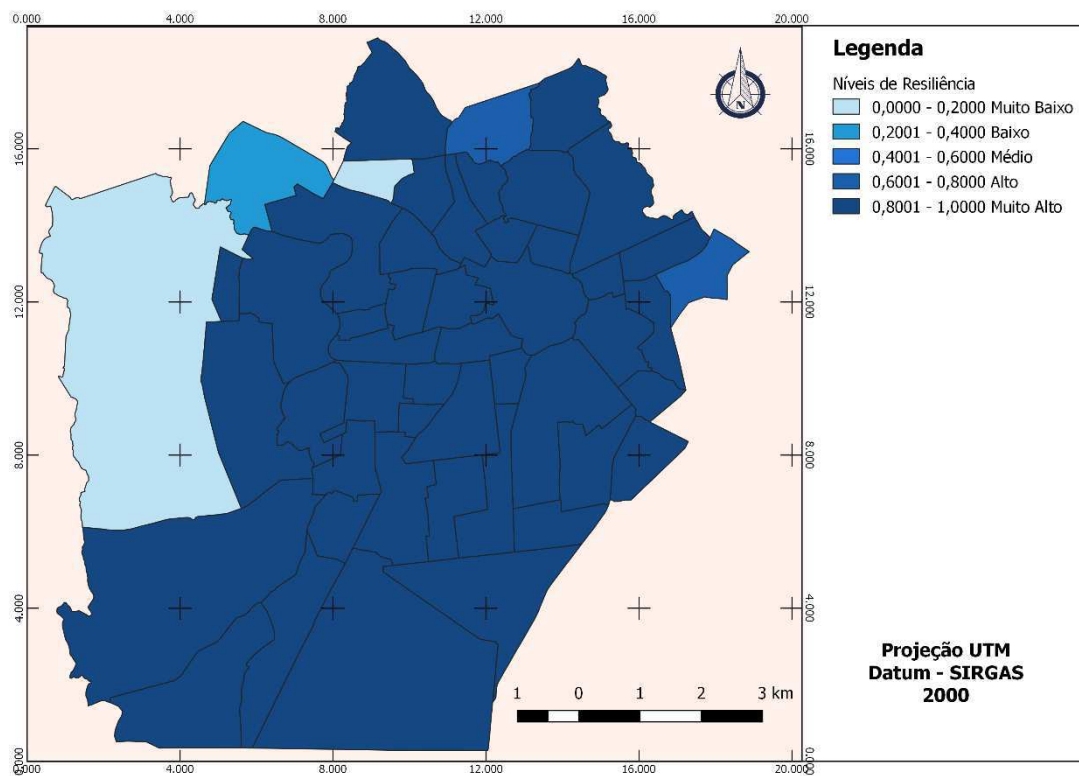 0.000 4.000 8.000 12.000 16.000 20.000
16.000 16.000
12.000 12.000
8.000 8.000
4.000 4.000
0.000 0.000
0.000 4.000 8.000 12.000 16.000 20.000
N
Legenda
Níveis de Resiliência
0,0000 - 0,2000 Muito Baixo
0,2001 - 0,4000 Baixo
0,4001 - 0,6000 Médio
0,6001 - 0,8000 Alto
0,8001 - 1,0000 Muito Alto
1 0 1 2 3 km
Projeção UTM
Datum - SIRGAS
2000